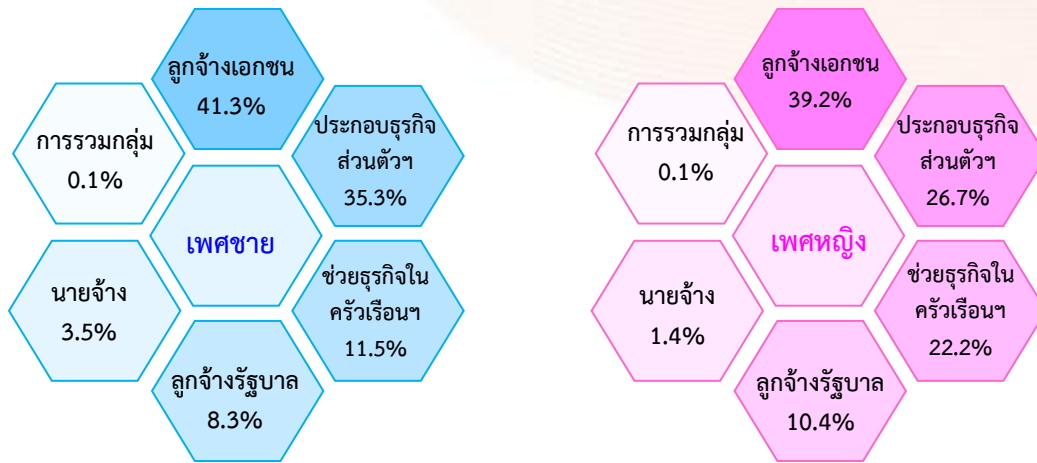 ลูกจ้างเอกชน
41.3%
ประกอบธุรกิจ
ส่วนตัวฯ
35.3%
ช่วยธุรกิจใน
ครัวเรือนฯ
11.5%
ลูกจ้างรัฐบาล
8.3%
นายจ้าง
3.5%
การรวมกลุ่ม
0.1%
เพศชาย
ลูกจ้างเอกชน
39.2%
ประกอบธุรกิจ
ส่วนตัวฯ
26.7%
ช่วยธุรกิจใน
ครัวเรือนฯ
22.2%
ลูกจ้างรัฐบาล
10.4%
นายจ้าง
1.4%
การรวมกลุ่ม
0.1%
เพศหญิง